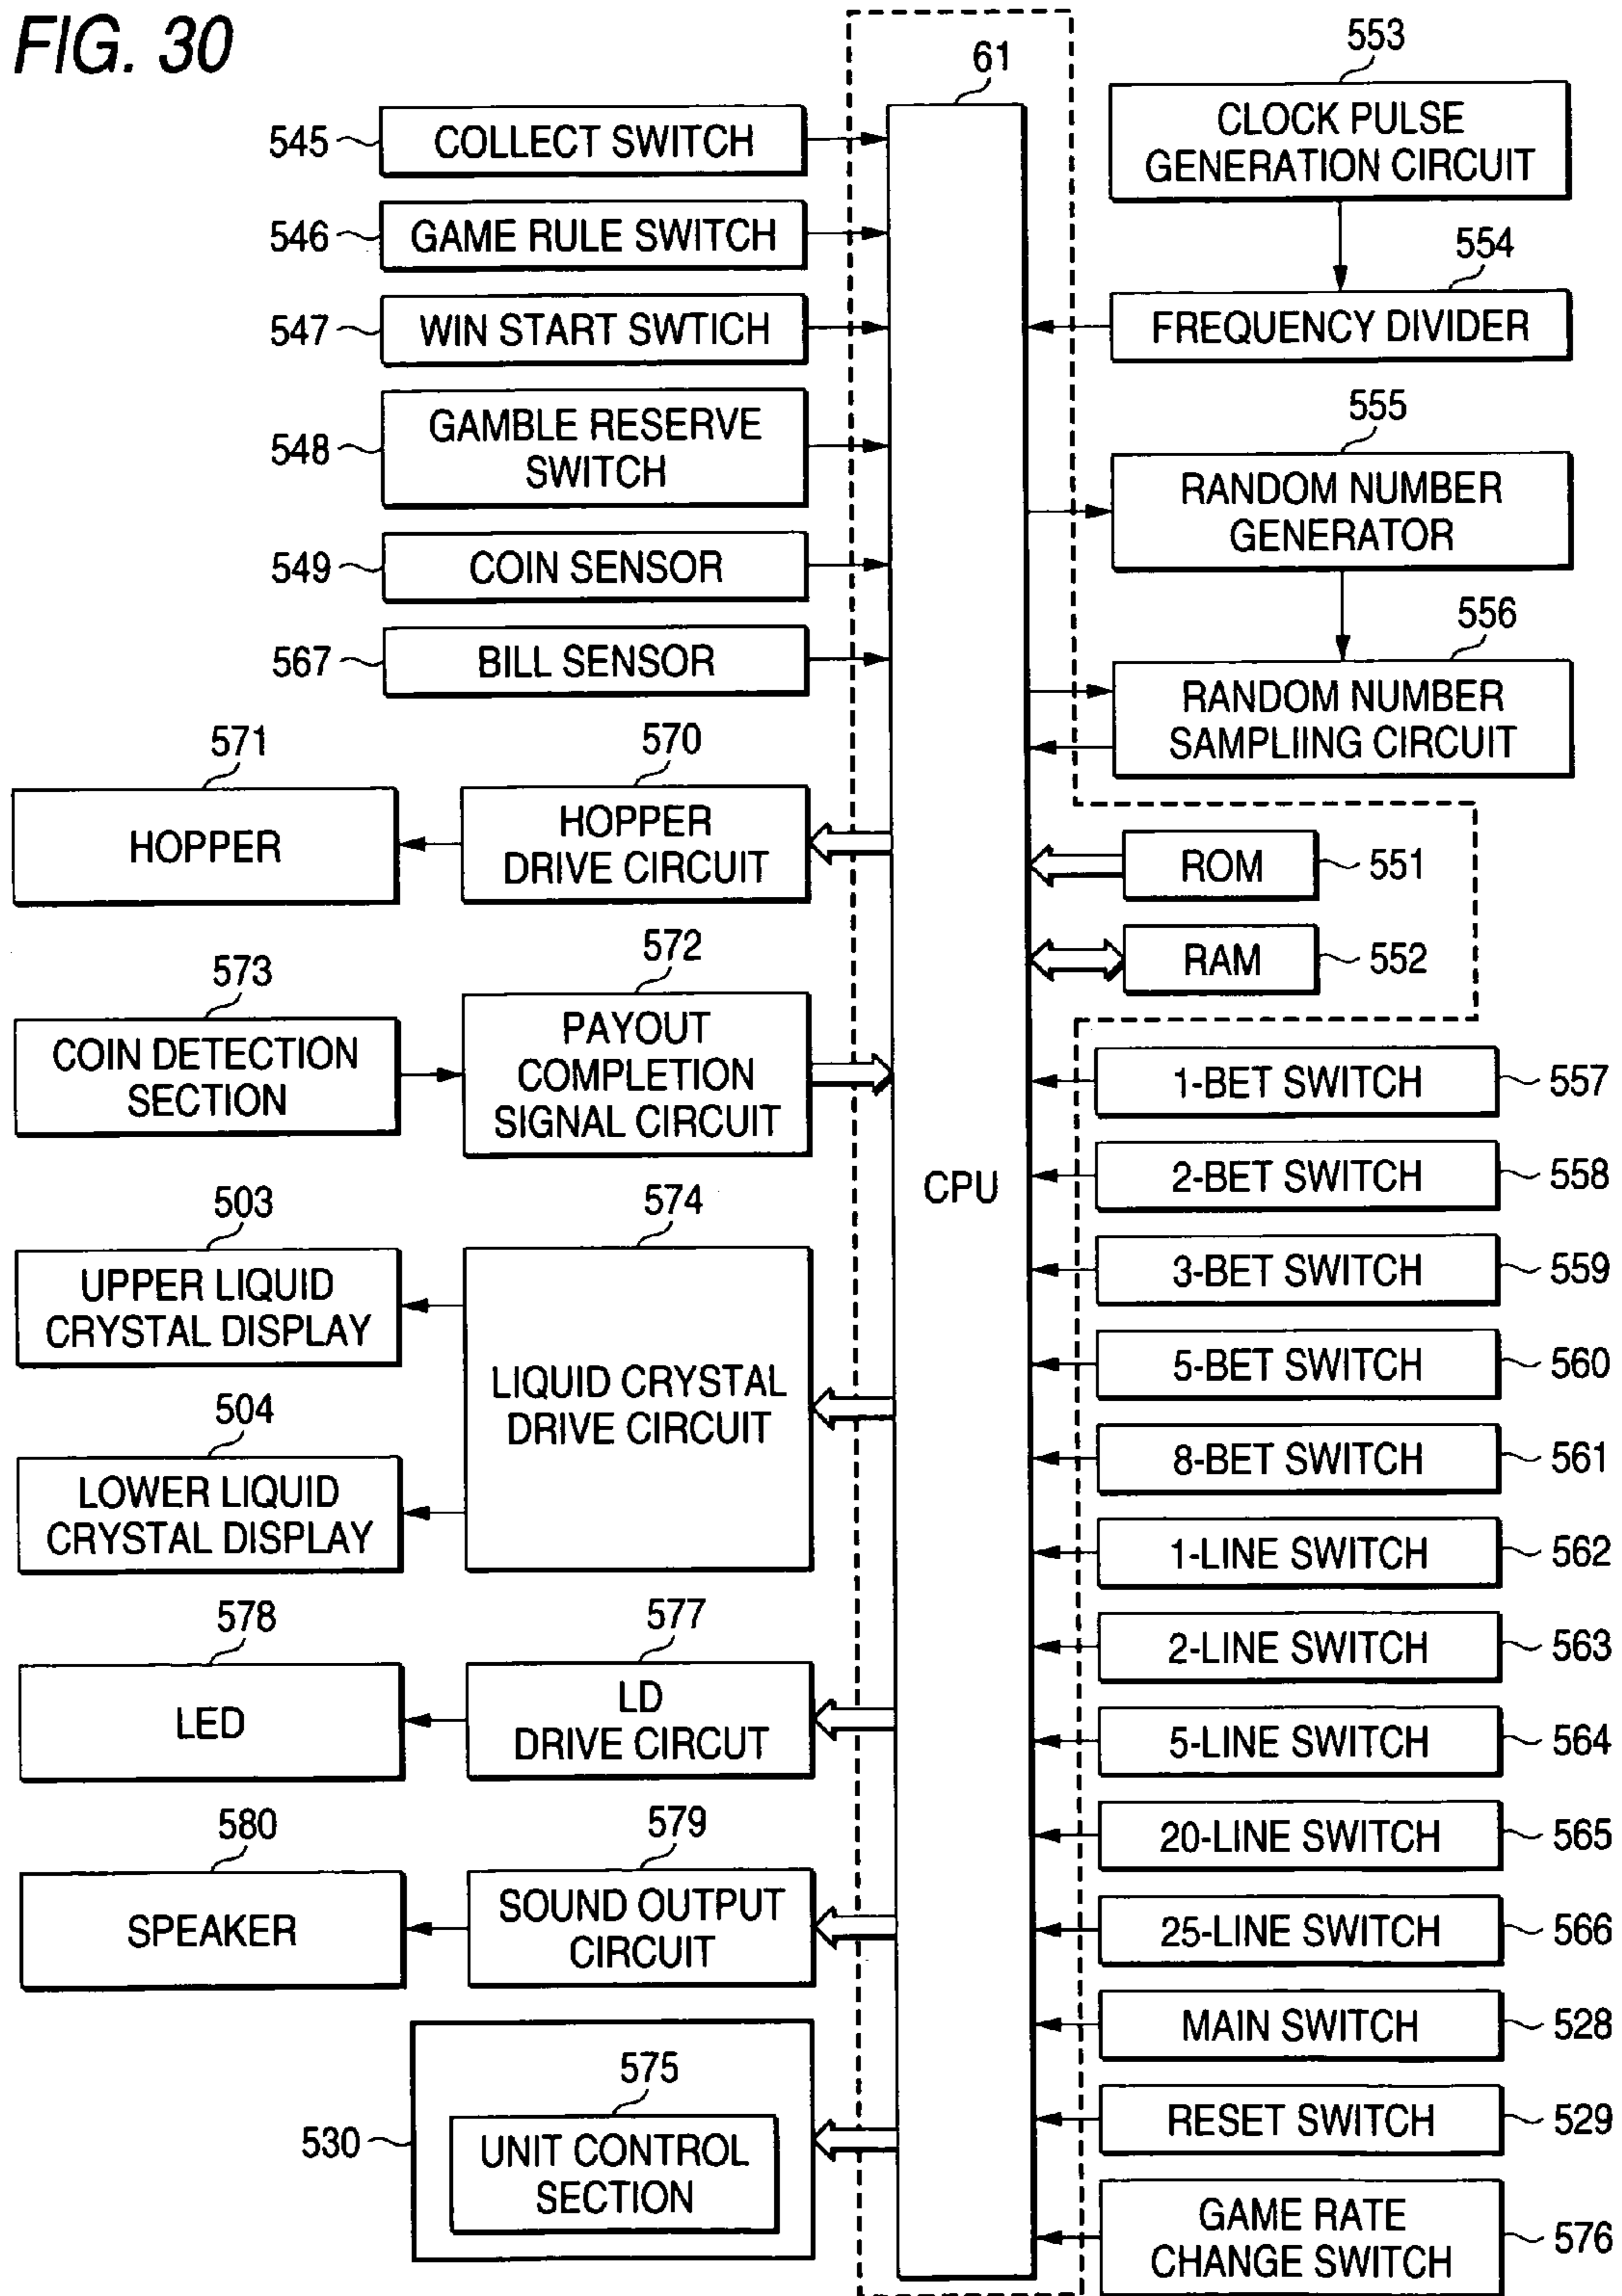 FIG. 30
61
553
545
COLLECT SWITCH
CLOCK PULSE
GENERATION CIRCUIT
546
GAME RULE SWITCH
554
547
WIN START SWTICH
FREQUENCY DIVIDER
548
GAMBLE RESERVE
SWITCH
555
RANDOM NUMBER
GENERATOR
549
COIN SENSOR
556
567
BILL SENSOR
RANDOM NUMBER
SAMPLIING CIRCUIT
571
570
HOPPER
HOPPER
DRIVE CIRCUIT
ROM
551
RAM
552
573
572
COIN DETECTION
SECTION
PAYOUT
COMPLETION
SIGNAL CIRCUIT
1-BET SWITCH
557
CPU
2-BET SWITCH
558
503
574
UPPER LIQUID
CRYSTAL DISPLAY
3-BET SWITCH
559
5-BET SWITCH
560
LIQUID CRYSTAL
DRIVE CIRCUIT
504
LOWER LIQUID
CRYSTAL DISPLAY
8-BET SWITCH
561
1-LINE SWITCH
562
578
577
2-LINE SWITCH
563
LED
LD
DRIVE CIRCUT
5-LINE SWITCH
564
580
579
20-LINE SWITCH
565
SPEAKER
SOUND OUTPUT
CIRCUIT
25-LINE SWITCH
566
MAIN SWITCH
528
575
530
UNIT CONTROL
SECTION
RESET SWITCH
529
GAME RATE
CHANGE SWITCH
576